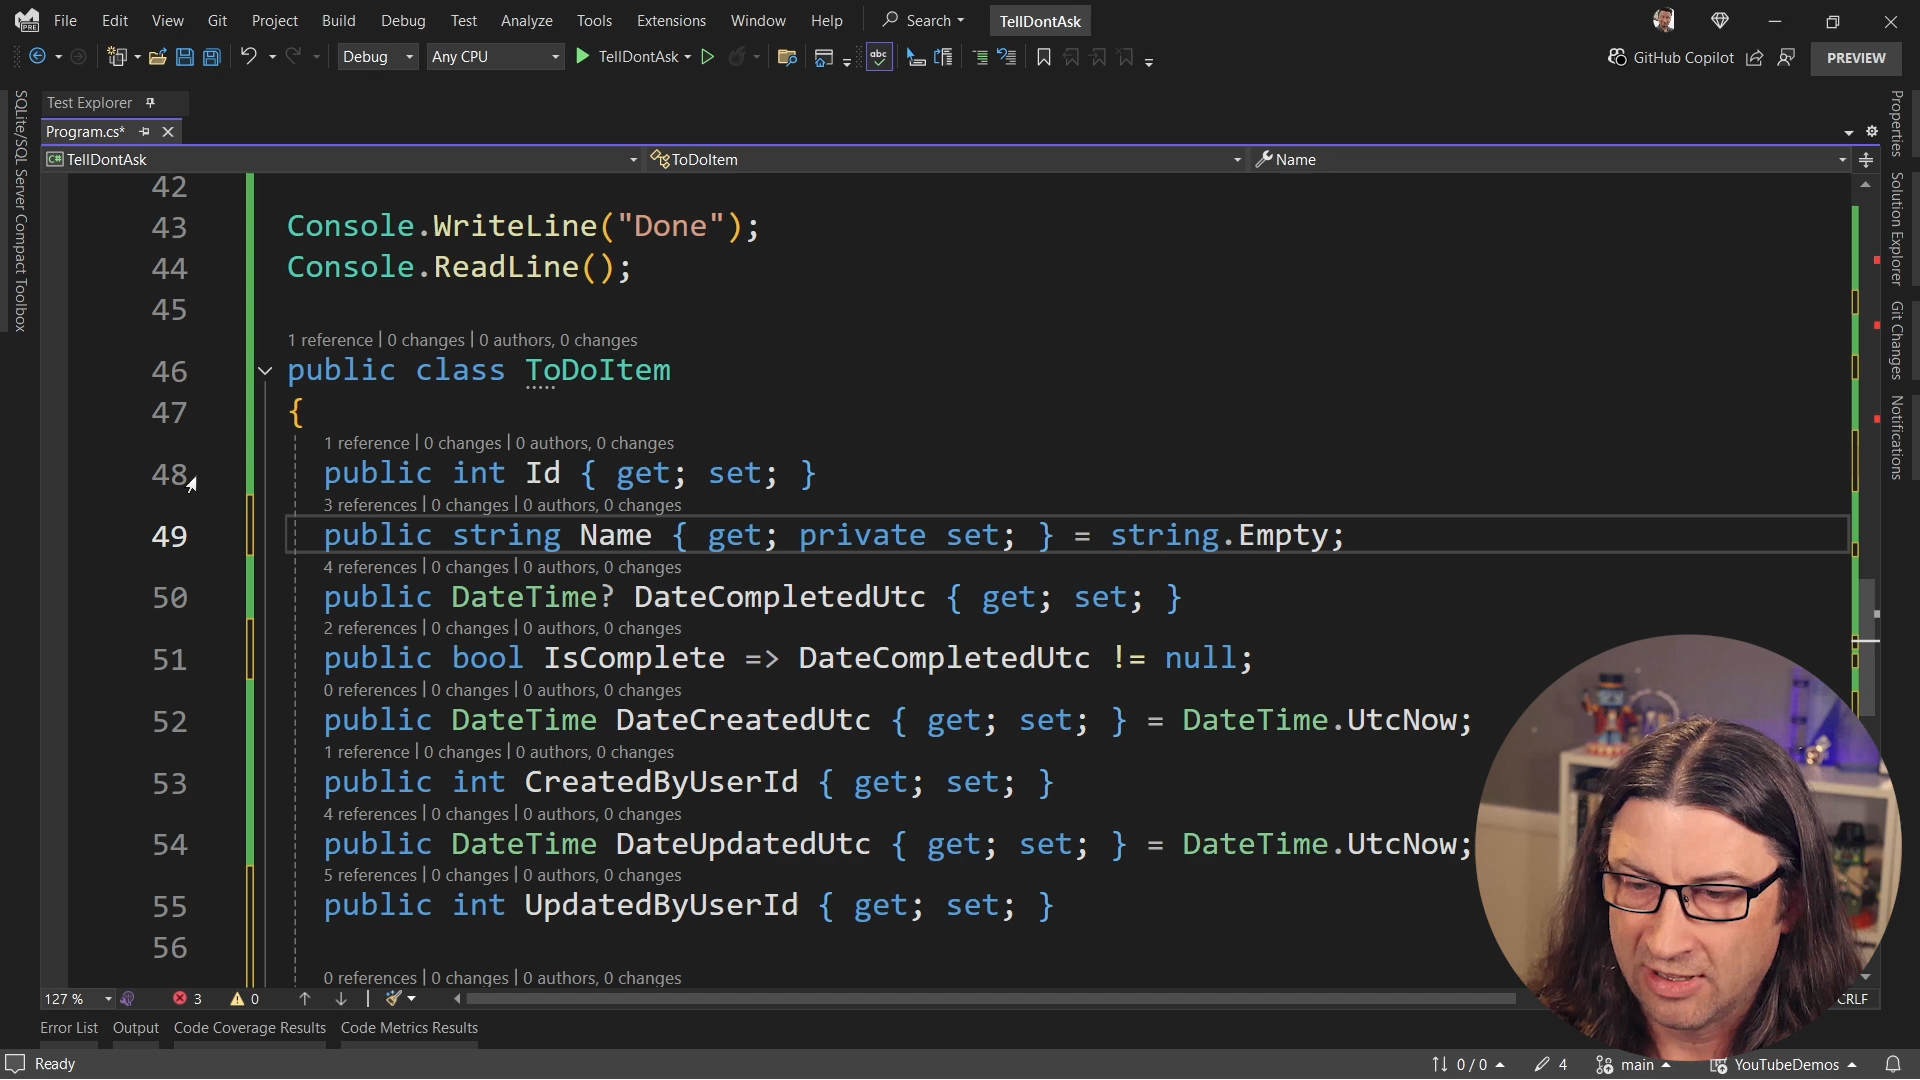 File Edit View Git Project Build Debug Test Analyze Tools Extensions Window Help Search TellDontAsk
Debug Any CPU TellDontAsk abc GitHub Copilot PREVIEW
Test Explorer
Program.cs*
C# TellDontAsk ToDoItem Name
SQLite/SQL Server Compact Toolbox
Properties
Solution Explorer
Git Changes
Notifications
42
43 Console.WriteLine("Done");
44 Console.ReadLine();
45
1 reference | 0 changes | 0 authors, 0 changes
46 public class ToDoItem
47 {
1 reference | 0 changes | 0 authors, 0 changes
48 public int Id { get; set; }
3 references | 0 changes | 0 authors, 0 changes
49 public string Name { get; private set; } = string.Empty;
4 references | 0 changes | 0 authors, 0 changes
50 public DateTime? DateCompletedUtc { get; set; }
2 references | 0 changes | 0 authors, 0 changes
51 public bool IsComplete => DateCompletedUtc != null;
0 references | 0 changes | 0 authors, 0 changes
52 public DateTime DateCreatedUtc { get; set; } = DateTime.UtcNow;
1 reference | 0 changes | 0 authors, 0 changes
53 public int CreatedByUserId { get; set; }
4 references | 0 changes | 0 authors, 0 changes
54 public DateTime DateUpdatedUtc { get; set; } = DateTime.UtcNow;
5 references | 0 changes | 0 authors, 0 changes
55 public int UpdatedByUserId { get; set; }
56
0 references | 0 changes | 0 authors, 0 changes
127 % 3 0 CRLF
Error List Output Code Coverage Results Code Metrics Results
Ready 0 / 0 4 main YouTubeDemos